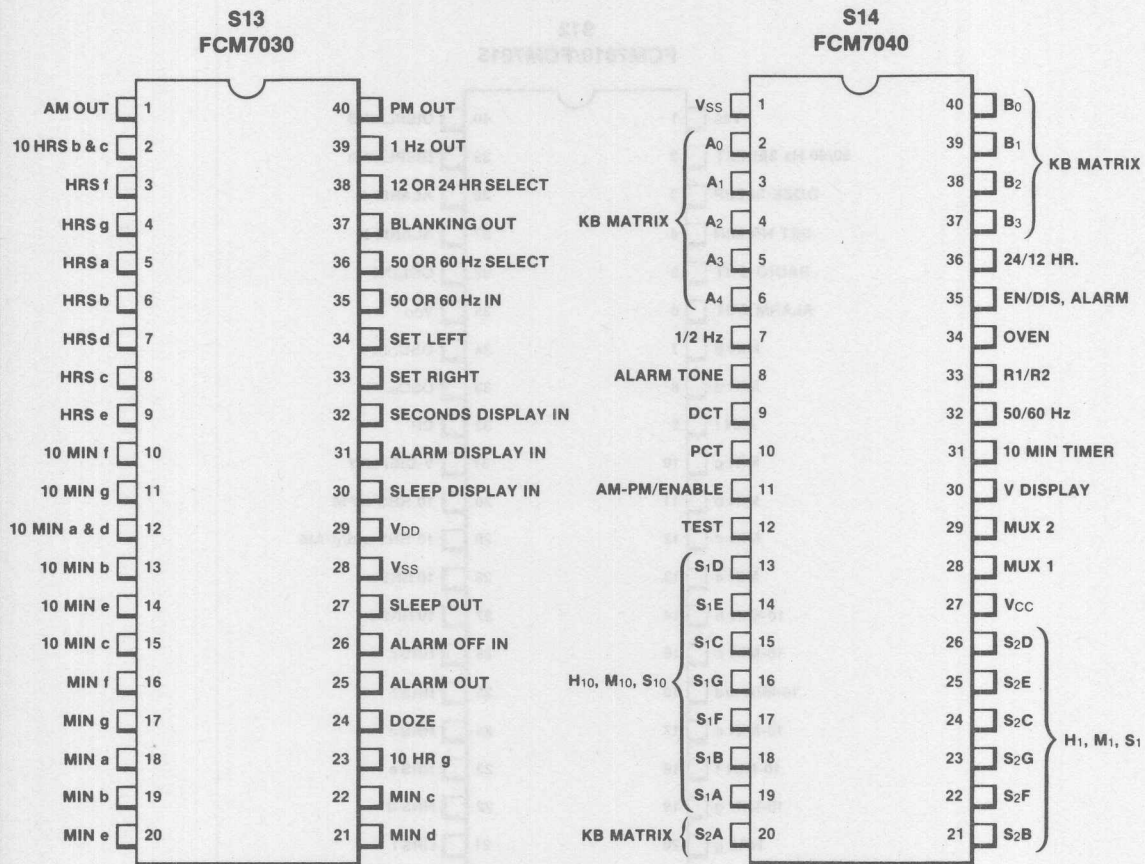 S13
FCM7030
AM OUT 1 40 PM OUT
10 HRS b & c 2 39 1 Hz OUT
HRS f 3 38 12 OR 24 HR SELECT
HRS g 4 37 BLANKING OUT
HRS a 5 36 50 OR 60 Hz SELECT
HRS b 6 35 50 OR 60 Hz IN
HRS d 7 34 SET LEFT
HRS c 8 33 SET RIGHT
HRS e 9 32 SECONDS DISPLAY IN
10 MIN f 10 31 ALARM DISPLAY IN
10 MIN g 11 30 SLEEP DISPLAY IN
10 MIN a & d 12 29 VDD
10 MIN b 13 28 VSS
10 MIN e 14 27 SLEEP OUT
10 MIN c 15 26 ALARM OFF IN
MIN f 16 25 ALARM OUT
MIN g 17 24 DOZE
MIN a 18 23 10 HR g
MIN b 19 22 MIN c
MIN e 20 21 MIN d
S14
FCM7040
VSS 1 40 B0
A0 2 39 B1
KB MATRIX
A1 3 38 B2
KB MATRIX A2 4 37 B3
A3 5 36 24/12 HR.
A4 6 35 EN/DIS, ALARM
1/2 Hz 7 34 OVEN
ALARM TONE 8 33 R1/R2
DCT 9 32 50/60 Hz
PCT 10 31 10 MIN TIMER
AM-PM/ENABLE 11 30 V DISPLAY
TEST 12 29 MUX 2
S1D 13 28 MUX 1
S1E 14 27 VCC
S1C 15 26 S2D
H10, M10, S10 S1G 16 25 S2E
S1F 17 24 S2C
H1, M1, S1
S1B 18 23 S2G
S1A 19 22 S2F
KB MATRIX S2A 20 21 S2B